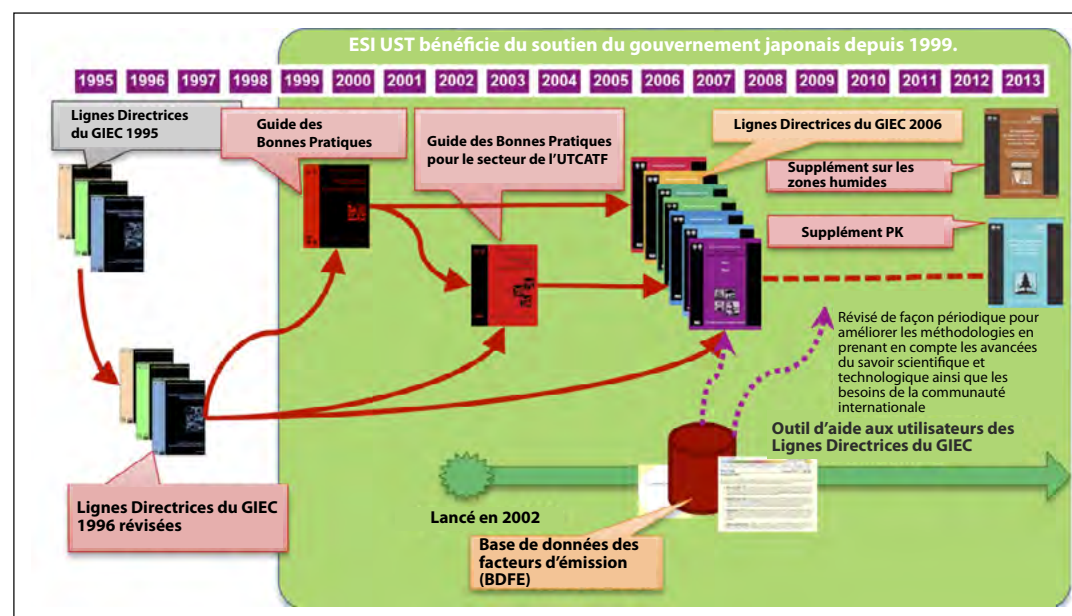 ESI UST bénéficie du soutien du gouvernement japonais depuis 1999.
1995 1996 1997 1998 1999 2000 2001 2002 2003 2004 2005 2006 2007 2008 2009 2010 2011 2012 2013
Lignes Directrices
du GIEC 1995
Guide des
Bonnes Pratiques
Guide des Bonnes Pratiques
pour le secteur de l'UTCATF
Lignes Directrices du GIEC 2006
Supplément sur les
zones humides
Supplément PK
Révisé de façon périodique pour
améliorer les méthodologies en
prenant en compte les avancées
du savoir scientifique et
technologique ainsi que les
besoins de la communauté
internationale
Outil d'aide aux utilisateurs des
Lignes Directrices du GIEC
Lignes Directrices du GIEC
1996 révisées
Lancé en 2002
Base de données des
facteurs d'émission
(BDFE)